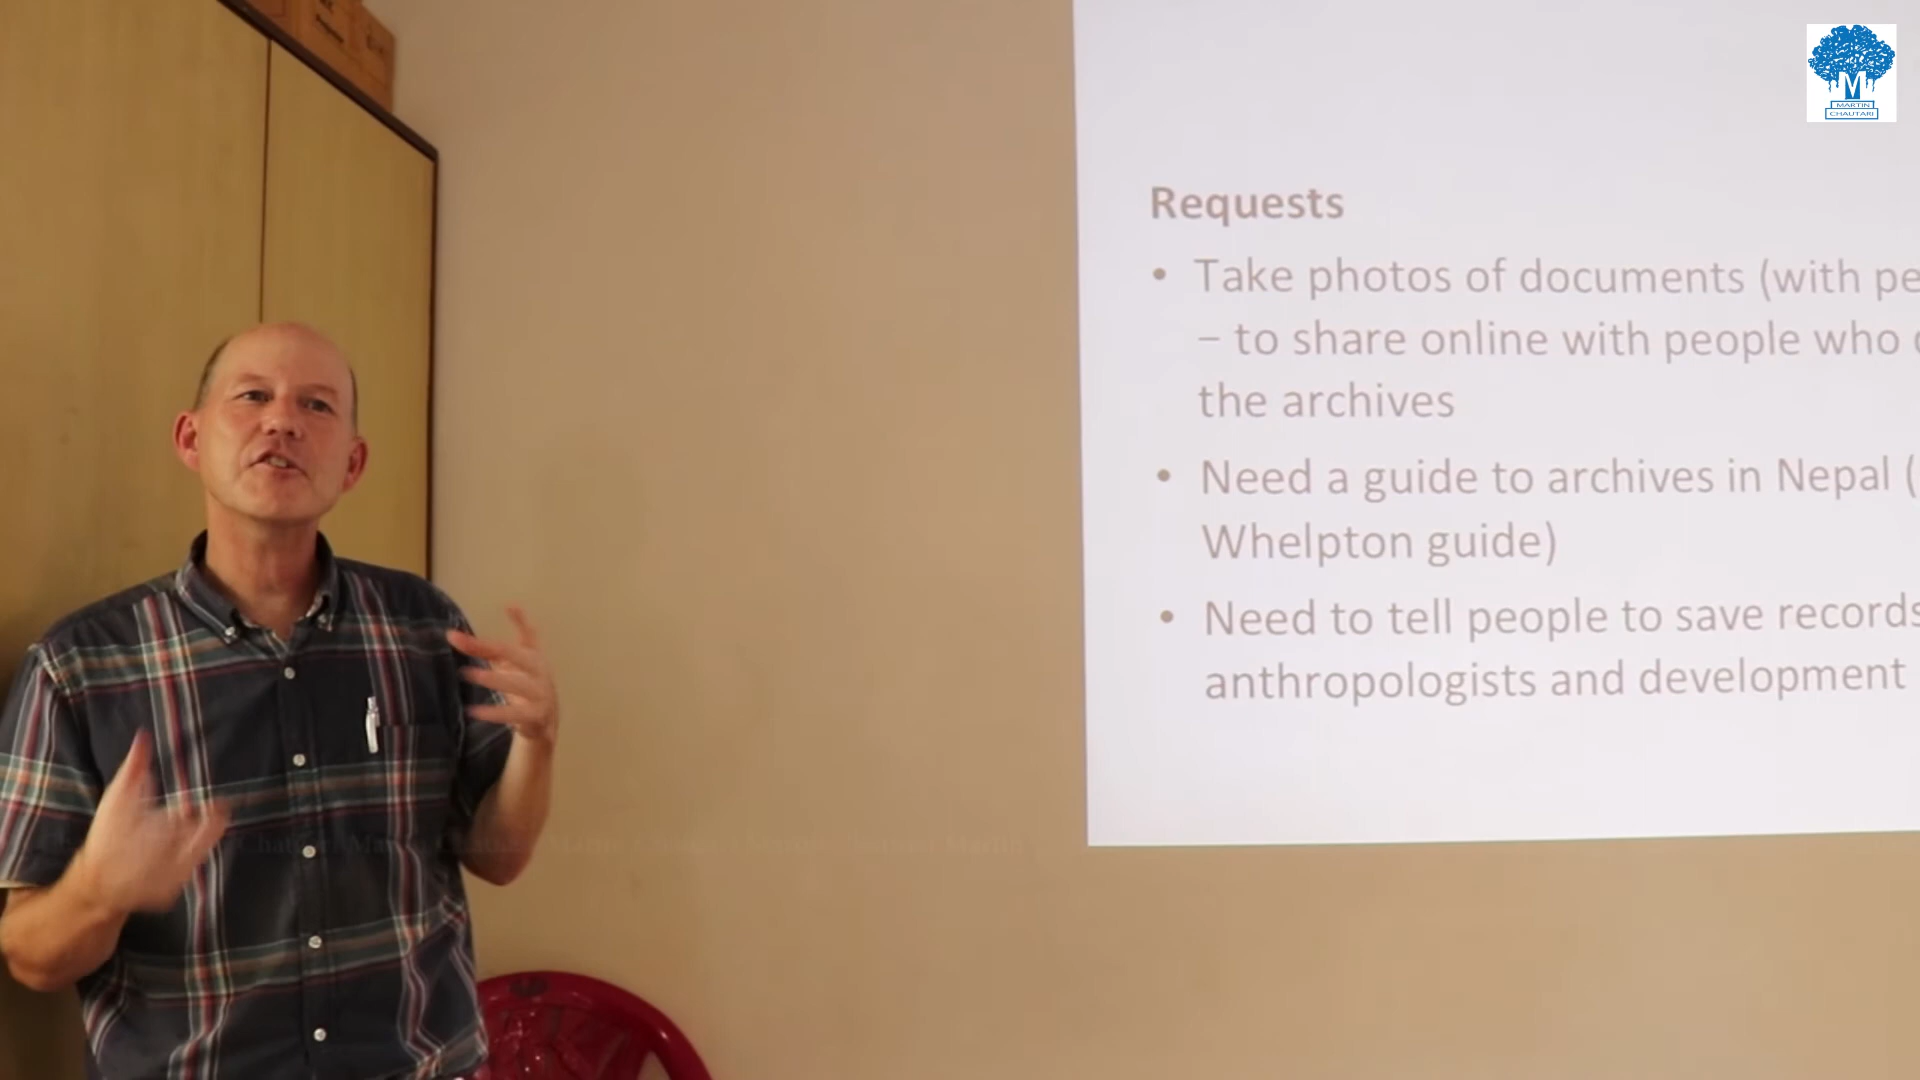 M
MARTIN
CHAUTARI
Requests
• Take photos of documents (with pe
– to share online with people who
the archives
• Need a guide to archives in Nepal (
Whelpton guide)
• Need to tell people to save records
anthropologists and development